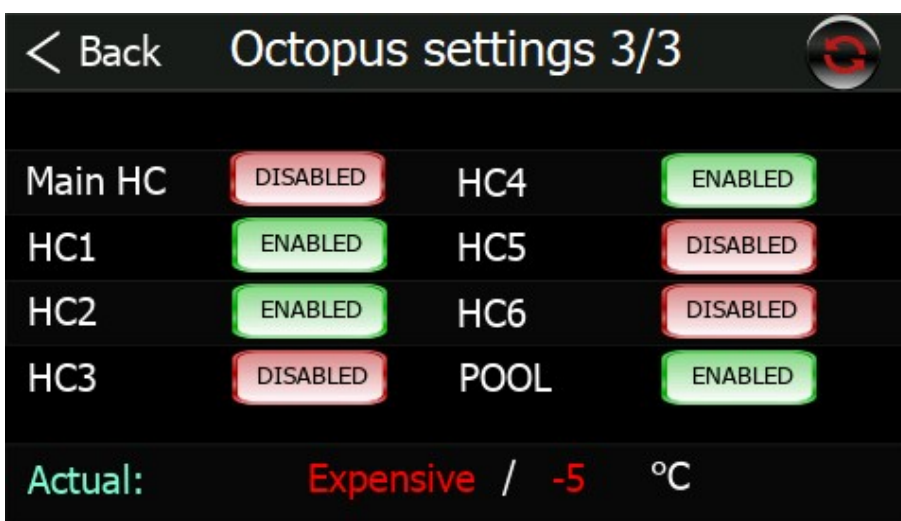 < Back Octopus settings 3/3
Main HC DISABLED HC4 ENABLED
HC1 ENABLED HC5 DISABLED
HC2 ENABLED HC6 DISABLED
HC3 DISABLED POOL ENABLED
Actual: Expensive / -5 °C